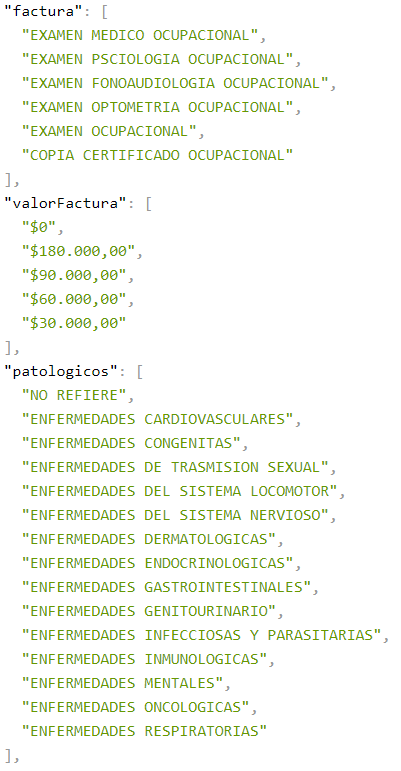 "factura": [
"EXAMEN MEDICO OCUPACIONAL",
"EXAMEN PSCIOLOGIA OCUPACIONAL",
"EXAMEN FONOAUDIOLOGIA OCUPACIONAL",
"EXAMEN OPTOMETRIA OCUPACIONAL",
"EXAMEN OCUPACIONAL",
"COPIA CERTIFICADO OCUPACIONAL"
],
"valorFactura": [
"$0",
"$180.000,00",
"$90.000,00",
"$60.000,00",
"$30.000,00"
],
"patologicos": [
"NO REFIERE",
"ENFERMEDADES CARDIOVASCULARES",
"ENFERMEDADES CONGENITAS",
"ENFERMEDADES DE TRASMISION SEXUAL",
"ENFERMEDADES DEL SISTEMA LOCOMOTOR",
"ENFERMEDADES DEL SISTEMA NERVIOSO",
"ENFERMEDADES DERMATOLOGICAS",
"ENFERMEDADES ENDOCRINOLOGICAS",
"ENFERMEDADES GASTROINTESTINALES",
"ENFERMEDADES GENITOURINARIO",
"ENFERMEDADES INFECCIOSAS Y PARASITARIAS",
"ENFERMEDADES INMUNOLOGICAS",
"ENFERMEDADES MENTALES",
"ENFERMEDADES ONCOLOGICAS",
"ENFERMEDADES RESPIRATORIAS"
],